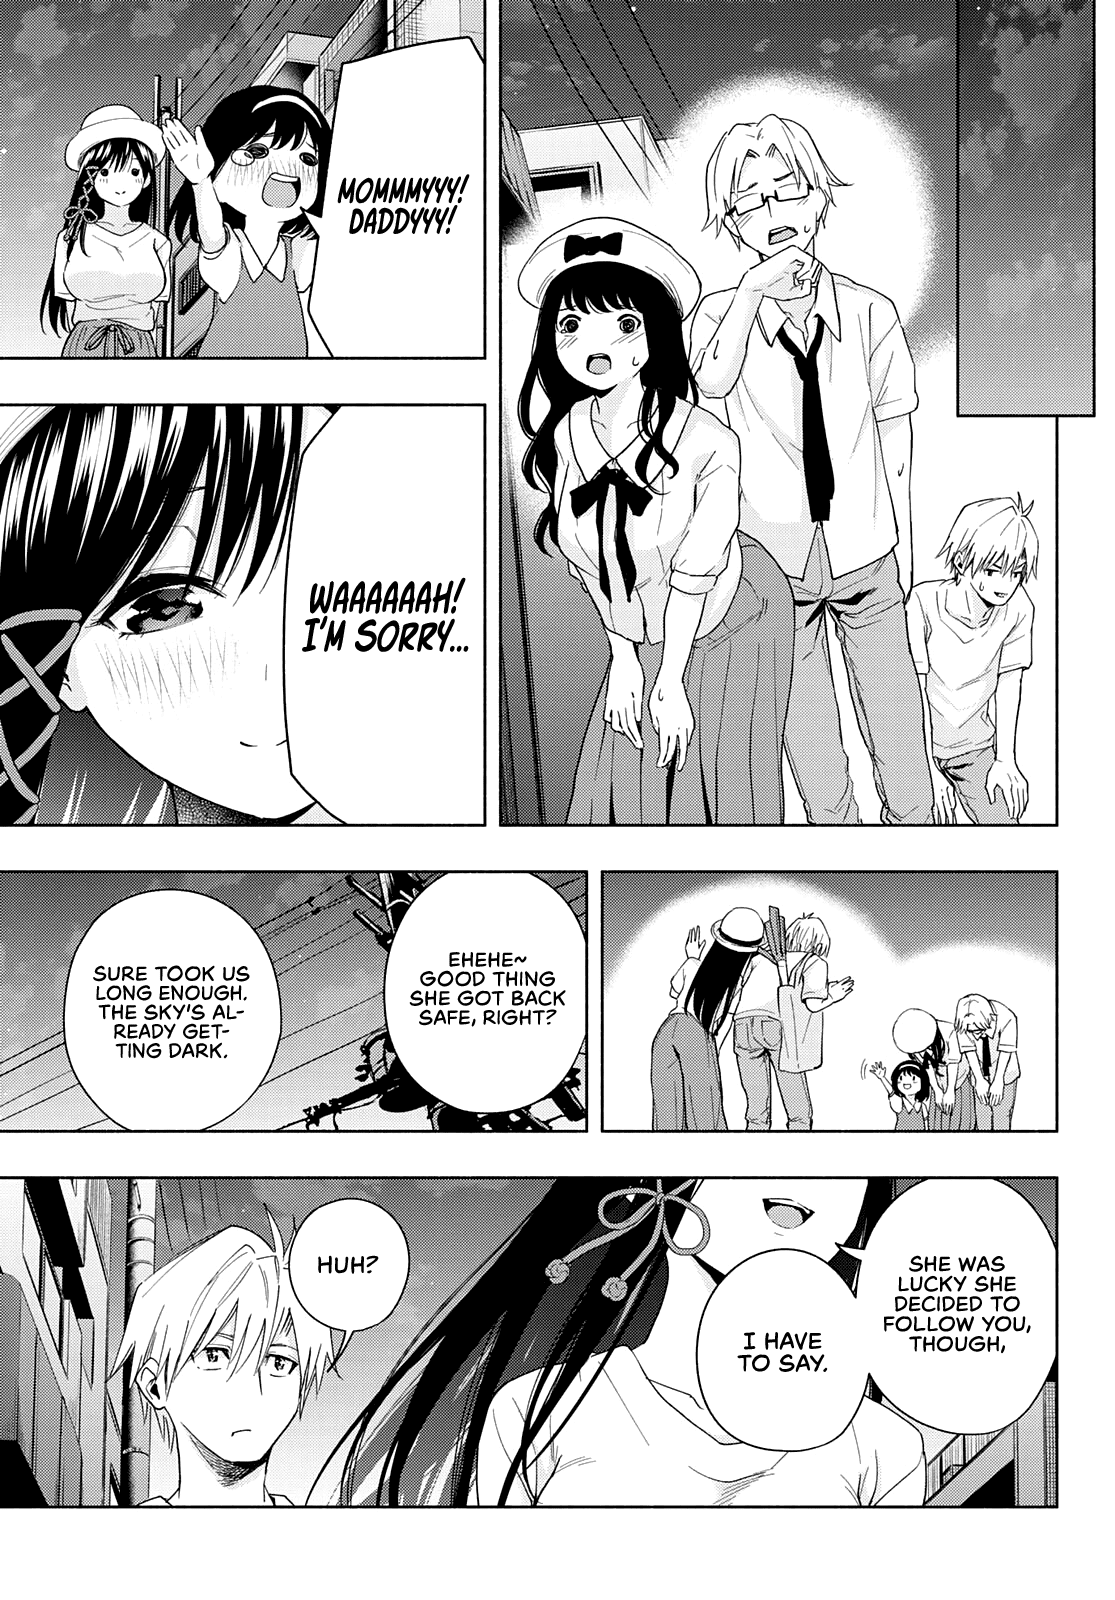 MOMMMYYY!
DADDYYY!
WAAAAAAH!
I'M SORRY...
EHEHE~
GOOD THING
SHE GOT BACK
SAFE, RIGHT?
SURE TOOK US
LONG ENOUGH.
THE SKY'S AL-
READY GET-
TING DARK.
SHE WAS
LUCKY SHE
DECIDED TO
FOLLOW YOU,
THOUGH,
I HAVE
TO SAY.
HUH?